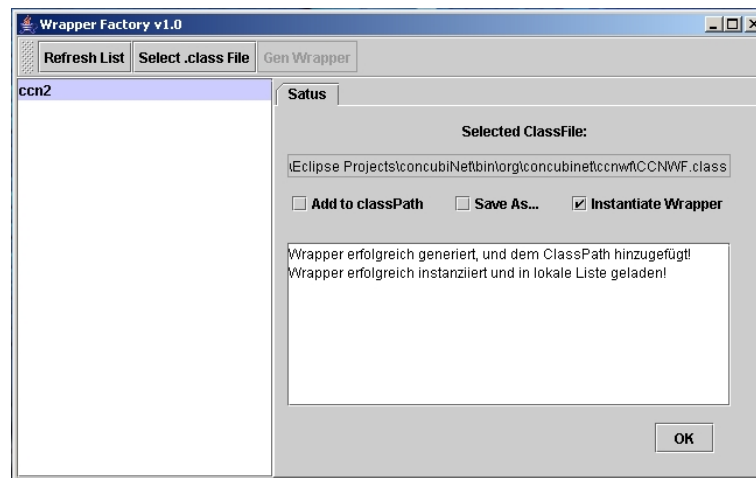 Wrapper Factory v1.0
Refresh List Select .class File Gen Wrapper
ccn2
Satus
Selected ClassFile:
\Eclipse Projects\concubiNet\bin\org\concubinet\ccnwf\CCNWF.class
Add to classPath Save As... Instantiate Wrapper
Wrapper erfolgreich generiert, und dem ClassPath hinzugefügt!
Wrapper erfolgreich instanziiert und in lokale Liste geladen!
OK